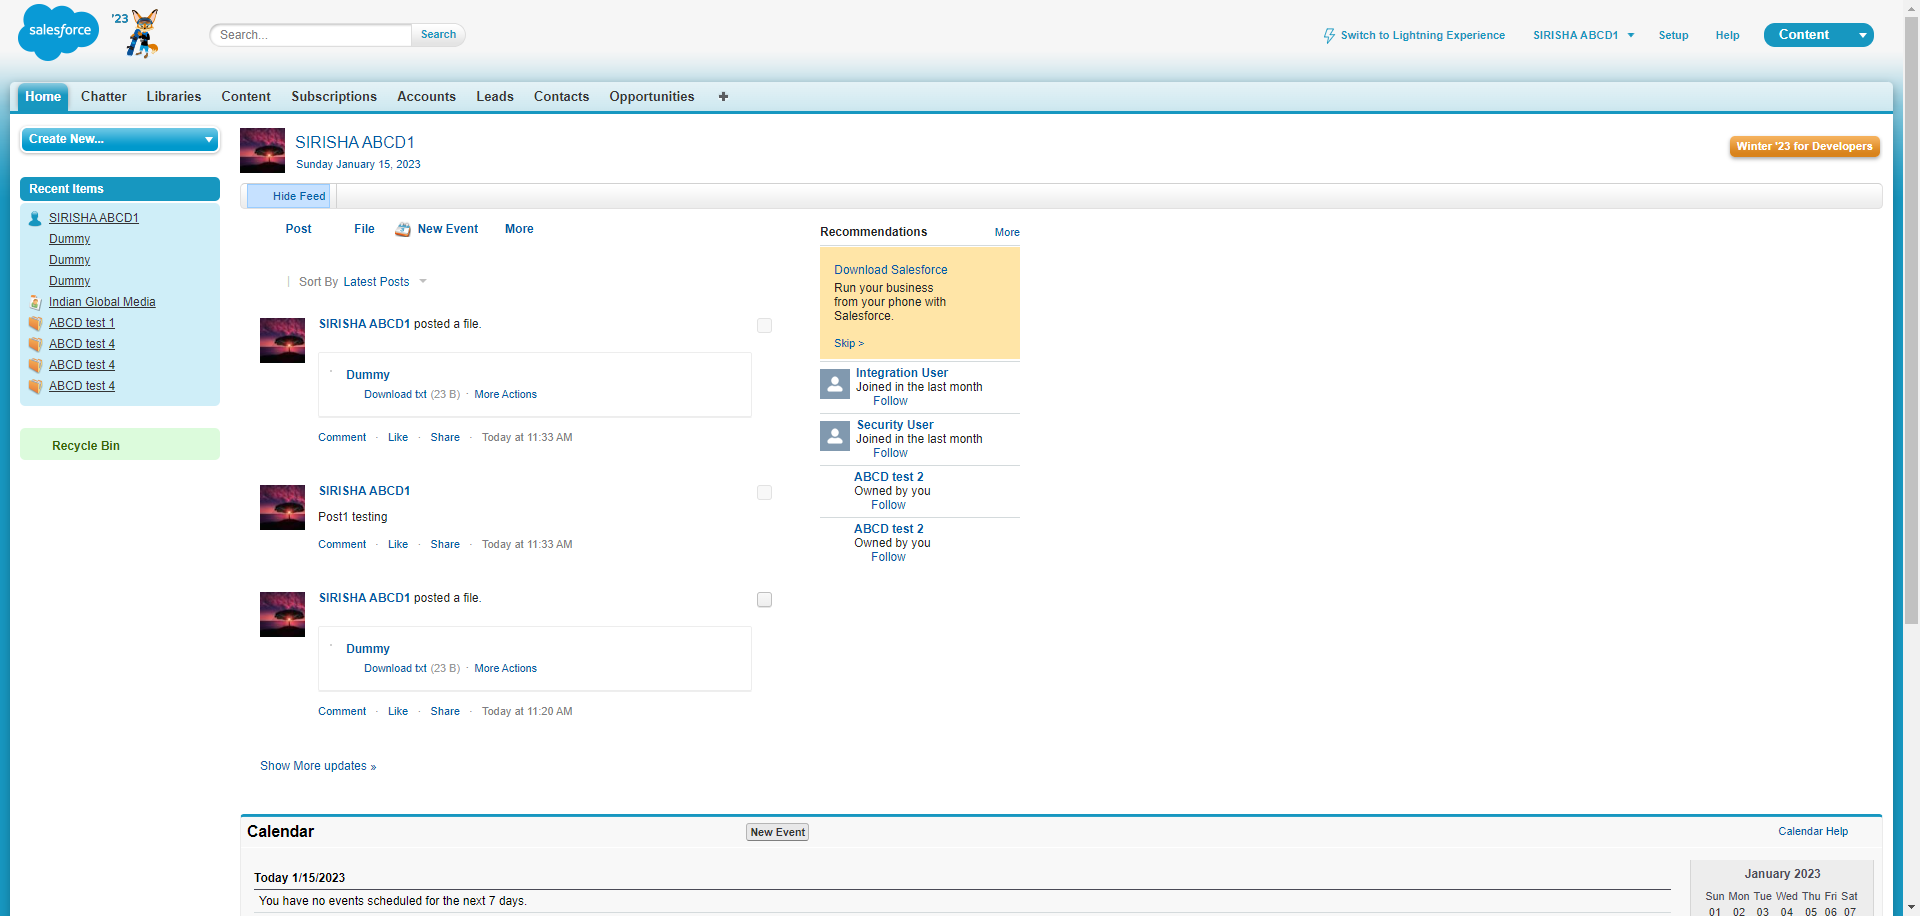 salesforce
'23
Search...
Search
Switch to Lightning Experience
SIRISHA ABCD1
Setup
Help
Content
Home
Chatter
Libraries
Content
Subscriptions
Accounts
Leads
Contacts
Opportunities
+
Create New...
Recent Items
SIRISHA ABCD1
Dummy
Dummy
Dummy
Indian Global Media
ABCD test 1
ABCD test 4
ABCD test 4
ABCD test 4
Recycle Bin
SIRISHA ABCD1
Sunday January 15, 2023
Winter '23 for Developers
Hide Feed
Post
File
New Event
More
Sort By Latest Posts
SIRISHA ABCD1 posted a file.
Dummy
Download txt (23 B) · More Actions
Comment · Like · Share · Today at 11:33 AM
SIRISHA ABCD1
Post1 testing
Comment · Like · Share · Today at 11:33 AM
SIRISHA ABCD1 posted a file.
Dummy
Download txt (23 B) · More Actions
Comment · Like · Share · Today at 11:20 AM
Show More updates »
Recommendations
More
Download Salesforce
Run your business
from your phone with
Salesforce.
Skip >
Integration User
Joined in the last month
Follow
Security User
Joined in the last month
Follow
ABCD test 2
Owned by you
Follow
ABCD test 2
Owned by you
Follow
Calendar
New Event
Calendar Help
Today 1/15/2023
You have no events scheduled for the next 7 days.
January 2023
Sun Mon Tue Wed Thu Fri Sat
01 02 03 04 05 06 07